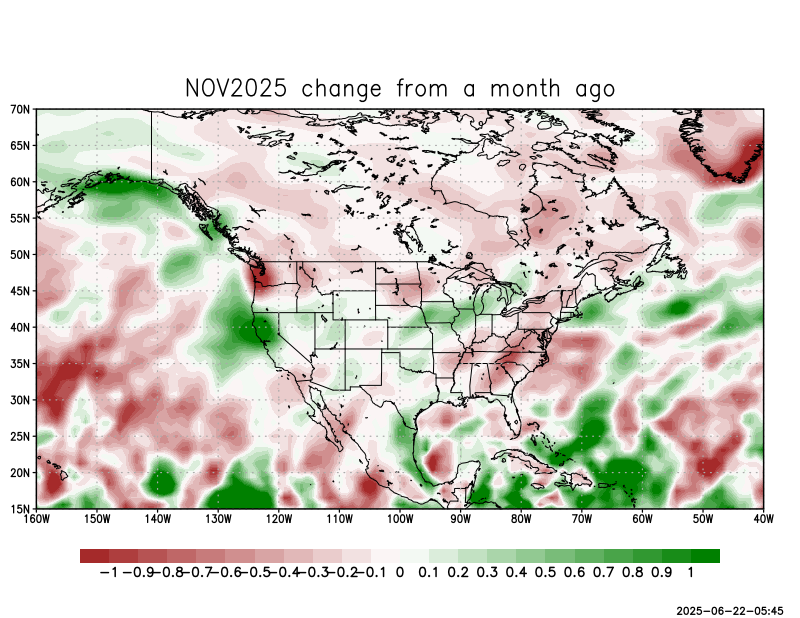 NOV2025 change from a month ago
70N
65N
60N
55N
50N
45N
40N
35N
30N
25N
20N
15N
160W 150W 140W 130W 120W 110W 100W 90W 80W 70W 60W 50W 40W
-1 -0.9 -0.8 -0.7 -0.6 -0.5 -0.4 -0.3 -0.2 -0.1 0 0.1 0.2 0.3 0.4 0.5 0.6 0.7 0.8 0.9 1
2025-06-22-05:45